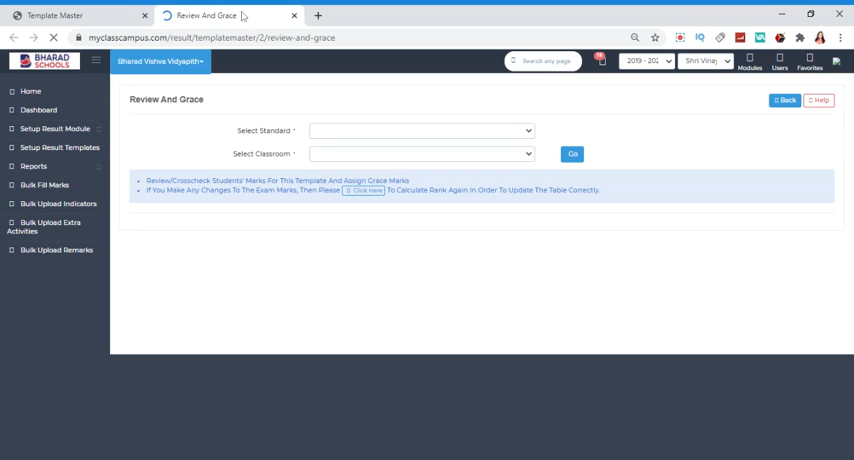 Template Master
Review And Grace
myclasscampus.com/result/templatemaster/2/review-and-grace
IQ
VA
BHARAD
SCHOOLS
Bharad Vishva Vidyapith
18
Search any page
2019 - 202
Shri Vinay
Modules
Users
Favorites
Home
Dashboard
Setup Result Module
Setup Result Templates
Reports
Bulk Fill Marks
Bulk Upload Indicators
Bulk Upload Extra
Activities
Bulk Upload Remarks
Review And Grace
Back
Help
Select Standard *
Select Classroom *
Go
Review/Crosscheck Students' Marks For This Template And Assign Grace Marks
If You Make Any Changes To The Exam Marks, Then Please Click Here To Calculate Rank Again In Order To Update The Table Correctly.